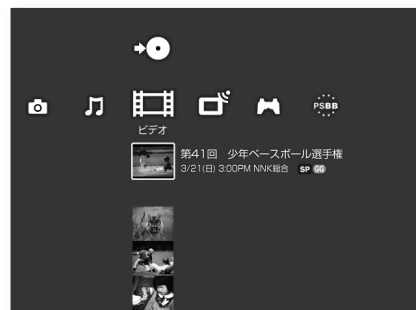 PSBB
ビデオ
第41回 少年ベースボール選手権
3/21(日) 3:00PM NNK総合 SP GG